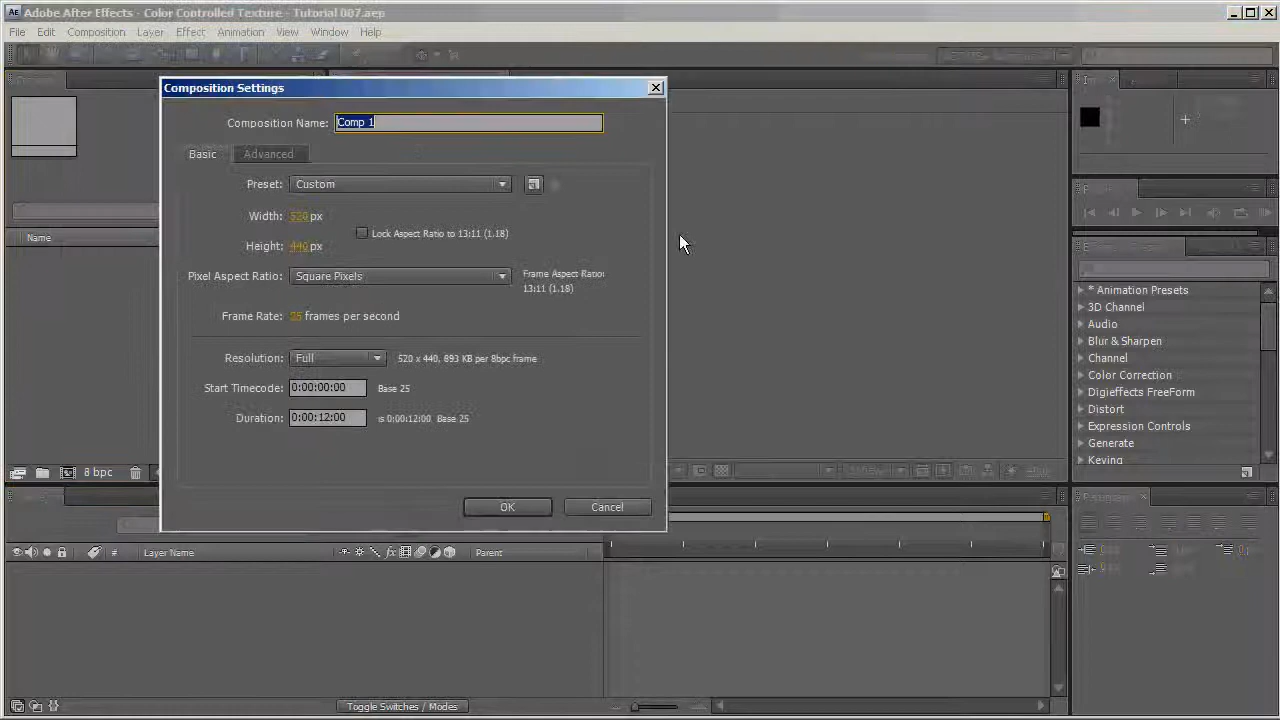 Adobe After Effects - Color Controlled Texture - Tutorial 007.aep
File Edit Composition Layer Effect Animation View Window Help
Composition Settings
Composition Name: Comp 1
Basic Advanced
Preset: Custom
Width: 520 px
Lock Aspect Ratio to 13:11 (1.18)
Height: 440 px
Pixel Aspect Ratio: Square Pixels
Frame Aspect Ratio:
13:11 (1.18)
Frame Rate: 25 frames per second
Resolution: Full 520 x 440, 893 KB per 8bpc frame
Start Timecode: 0:00:00:00 Base 25
Duration: 0:00:12:00 is 0:00:12:00 Base 25
OK Cancel
Name
8 bpc
* Animation Presets
3D Channel
Audio
Blur & Sharpen
Channel
Color Correction
Digieffects FreeForm
Distort
Expression Controls
Generate
Keying
Paragraph
# Layer Name Parent
Toggle Switches / Modes